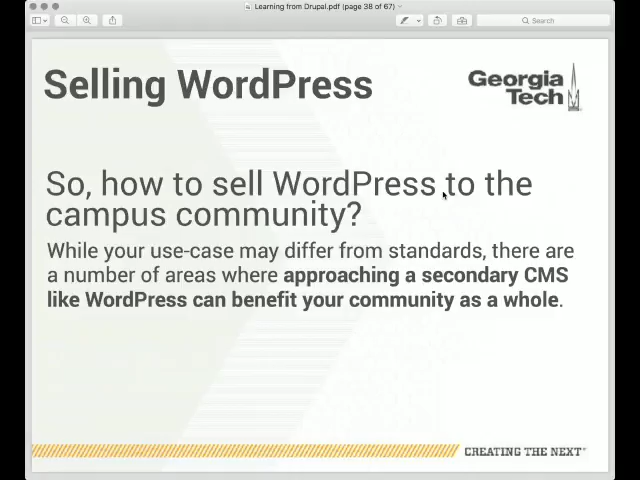 Learning from Drupal.pdf (page 38 of 67)
Search
Selling WordPress
Georgia
Tech
So, how to sell WordPress to the
campus community?
While your use-case may differ from standards, there are
a number of areas where approaching a secondary CMS
like WordPress can benefit your community as a whole.
CREATING THE NEXT